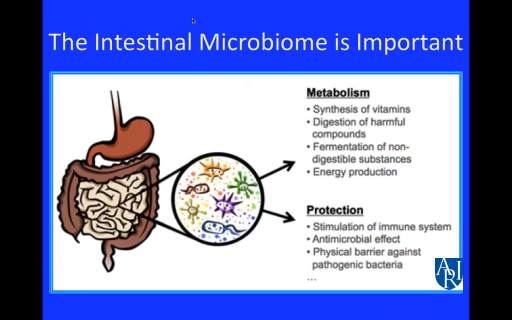 The Intestinal Microbiome is Important
Metabolism
• Synthesis of vitamins
• Digestion of harmful
compounds
• Fermentation of non-
digestible substances
• Energy production
Protection
• Stimulation of immune system
• Antimicrobial effect
• Physical barrier against
pathogenic bacteria
...